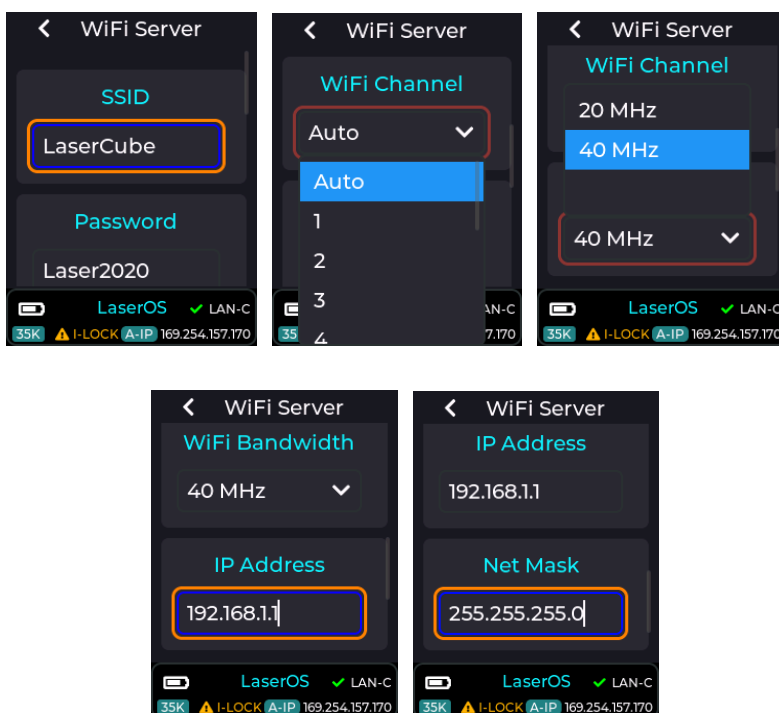 WiFi Server
SSID
LaserCube
Password
Laser2020
LaserOS LAN-C
35K I-LOCK A-IP 169.254.157.170
WiFi Server
WiFi Channel
Auto
Auto
1
2
3
4
AN-C
35 7.170
WiFi Server
WiFi Channel
20 MHz
40 MHz
40 MHz
LaserOS LAN-C
35K I-LOCK A-IP 169.254.157.170
WiFi Server
WiFi Bandwidth
40 MHz
IP Address
192.168.1.1
LaserOS LAN-C
35K I-LOCK A-IP 169.254.157.170
WiFi Server
IP Address
192.168.1.1
Net Mask
255.255.255.0
LaserOS LAN-C
35K I-LOCK A-IP 169.254.157.170